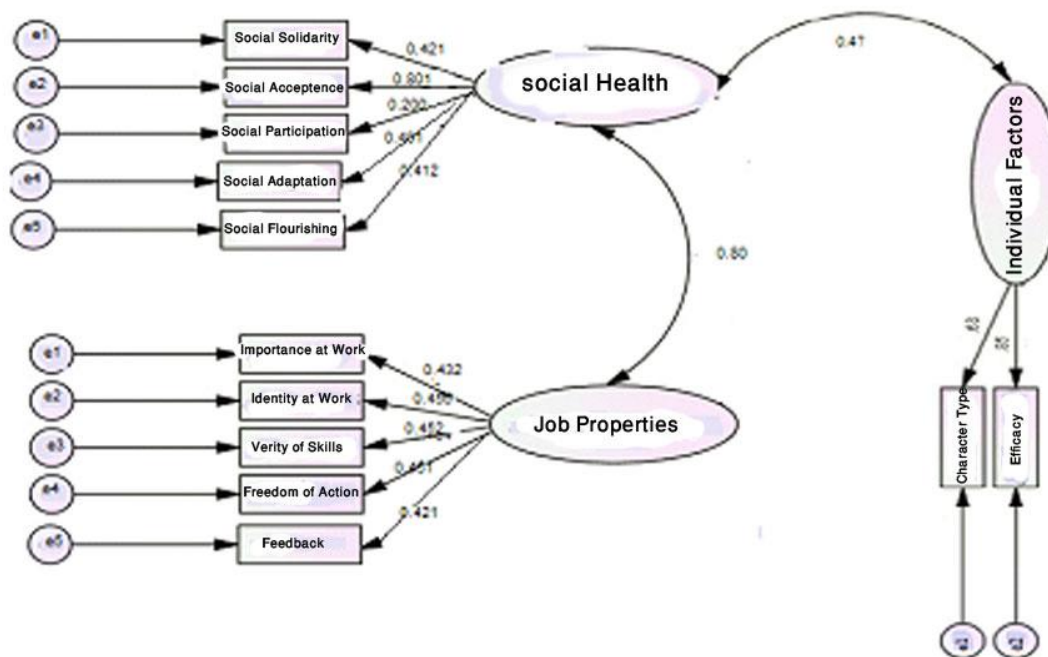 e1
Social Solidarity
0.421
e2
Social Acceptence
0.801
social Health
0.47
e3
Social Participation
0.200
e4
Social Adaptation
e5
Social Flourishing
0.412
Individual Factors
0.80
e1
Importance at Work
0.432
e2
Identity at Work
e3
Verity of Skills
0.452
Job Properties
e4
Freedom of Action
e5
Feedback
0.421
Character Type
Efficacy